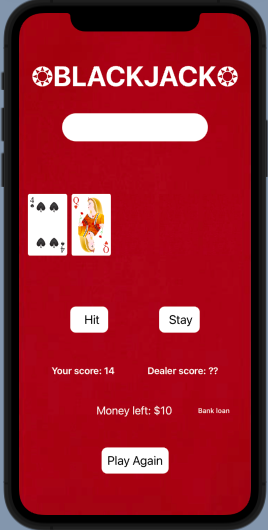 ❂BLACKJACK❂
4 Q
4 Q
Hit Stay
Your score: 14 Dealer score: ??
Money left: $10 Bank loan
Play Again